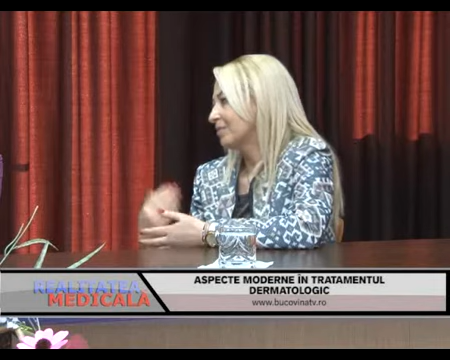 REALITATEA
MEDICALĂ
ASPECTE MODERNE ÎN TRATAMENTUL
DERMATOLOGIC
www.bucovinatv.ro